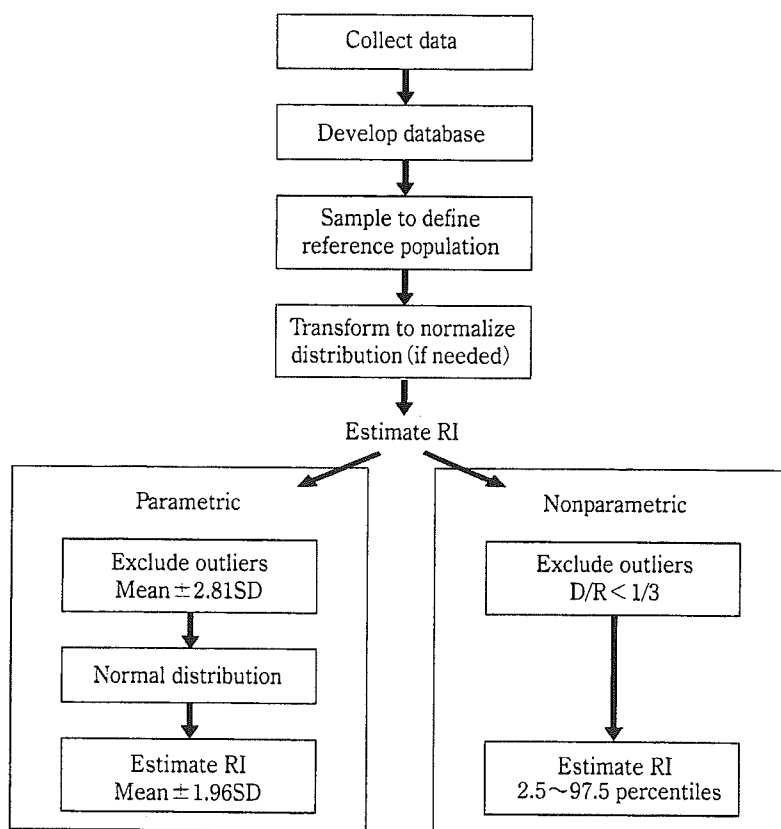 Collect data
Develop database
Sample to define
reference population
Transform to normalize
distribution (if needed)
Estimate RI
Parametric
Exclude outliers
Mean±2.81SD
Normal distribution
Estimate RI
Mean±1.96SD
Nonparametric
Exclude outliers
D/R<1/3
Estimate RI
2.5～97.5 percentiles